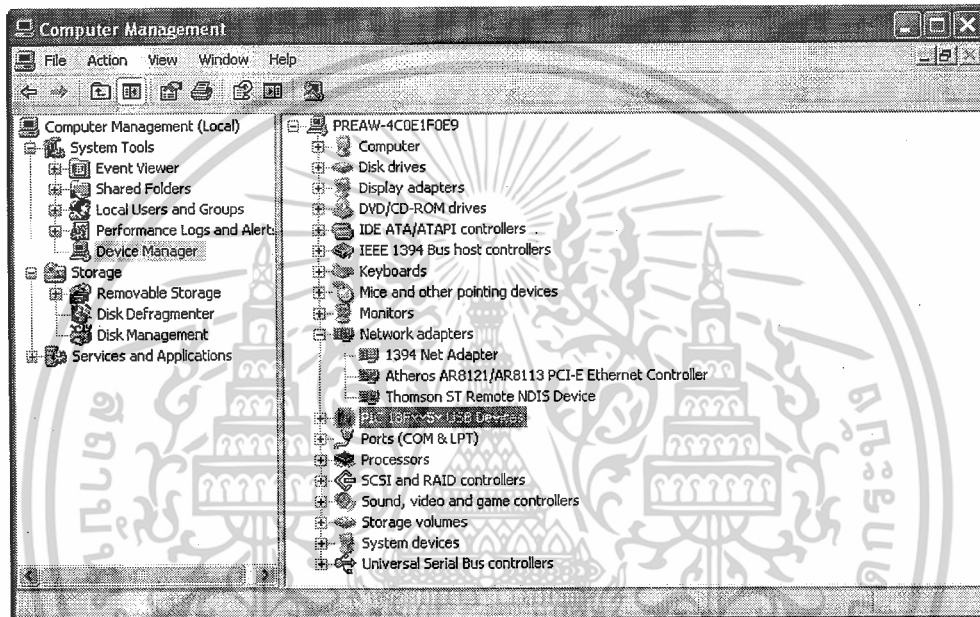 Computer Management
File Action View Window Help
Computer Management (Local)
System Tools
Event Viewer
Shared Folders
Local Users and Groups
Performance Logs and Alert
Device Manager
Storage
Removable Storage
Disk Defragmenter
Disk Management
Services and Applications
PREAW-4C0E1F0E9
Computer
Disk drives
Display adapters
DVD/CD-ROM drives
IDE ATA/ATAPI controllers
IEEE 1394 Bus host controllers
Keyboards
Mice and other pointing devices
Monitors
Network adapters
1394 Net Adapter
Atheros AR8121/AR8113 PCI-E Ethernet Controller
Thomson ST Remote NDIS Device
PIC 18Fxx5x USB Devices
Ports (COM & LPT)
Processors
SCSI and RAID controllers
Sound, video and game controllers
Storage volumes
System devices
Universal Serial Bus controllers